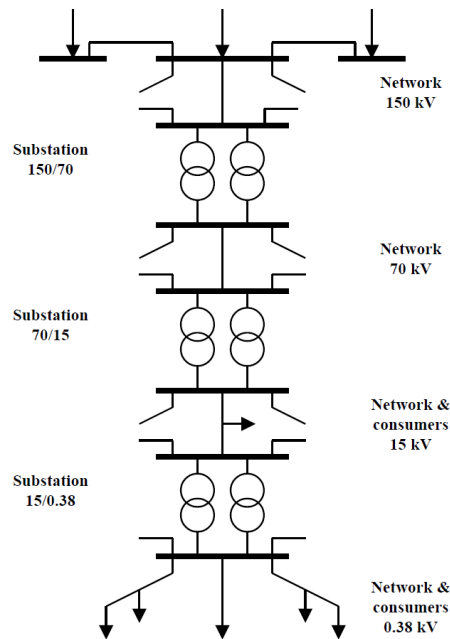 Network
150 kV
Substation
150/70
Network
70 kV
Substation
70/15
Network &
consumers
15 kV
Substation
15/0.38
Network &
consumers
0.38 kV